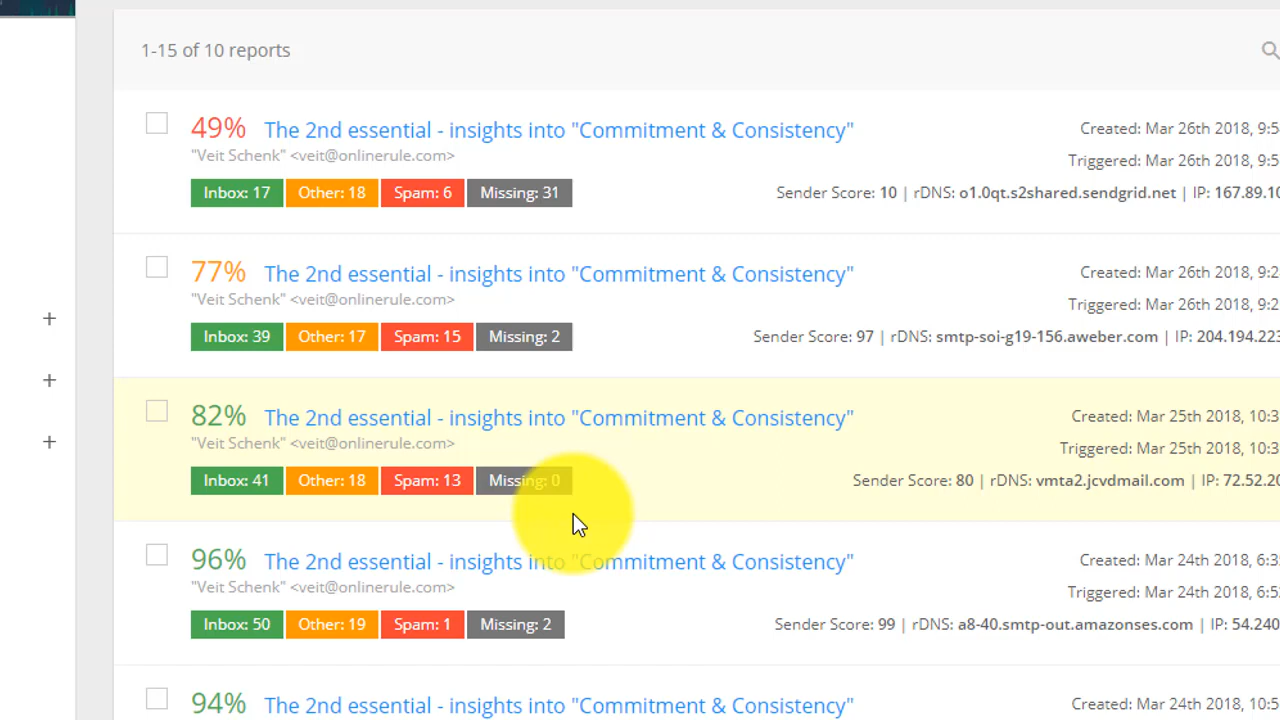 1-15 of 10 reports
49% The 2nd essential - insights into "Commitment & Consistency" Created: Mar 26th 2018, 9:5
"Veit Schenk" <veit@onlinerule.com> Triggered: Mar 26th 2018, 9:5
Inbox: 17 Other: 18 Spam: 6 Missing: 31 Sender Score: 10 | rDNS: o1.0qt.s2shared.sendgrid.net | IP: 167.89.10
77% The 2nd essential - insights into "Commitment & Consistency" Created: Mar 26th 2018, 9:2
"Veit Schenk" <veit@onlinerule.com> Triggered: Mar 26th 2018, 9:2
Inbox: 39 Other: 17 Spam: 15 Missing: 2 Sender Score: 97 | rDNS: smtp-soi-g19-156.aweber.com | IP: 204.194.223
82% The 2nd essential - insights into "Commitment & Consistency" Created: Mar 25th 2018, 10:3
"Veit Schenk" <veit@onlinerule.com> Triggered: Mar 25th 2018, 10:3
Inbox: 41 Other: 18 Spam: 13 Missing: 0 Sender Score: 80 | rDNS: vmta2.jcvdmail.com | IP: 72.52.20
96% The 2nd essential - insights into "Commitment & Consistency" Created: Mar 24th 2018, 6:3
"Veit Schenk" <veit@onlinerule.com> Triggered: Mar 24th 2018, 6:5
Inbox: 50 Other: 19 Spam: 1 Missing: 2 Sender Score: 99 | rDNS: a8-40.smtp-out.amazonses.com | IP: 54.240
94% The 2nd essential - insights into "Commitment & Consistency" Created: Mar 24th 2018, 10:5